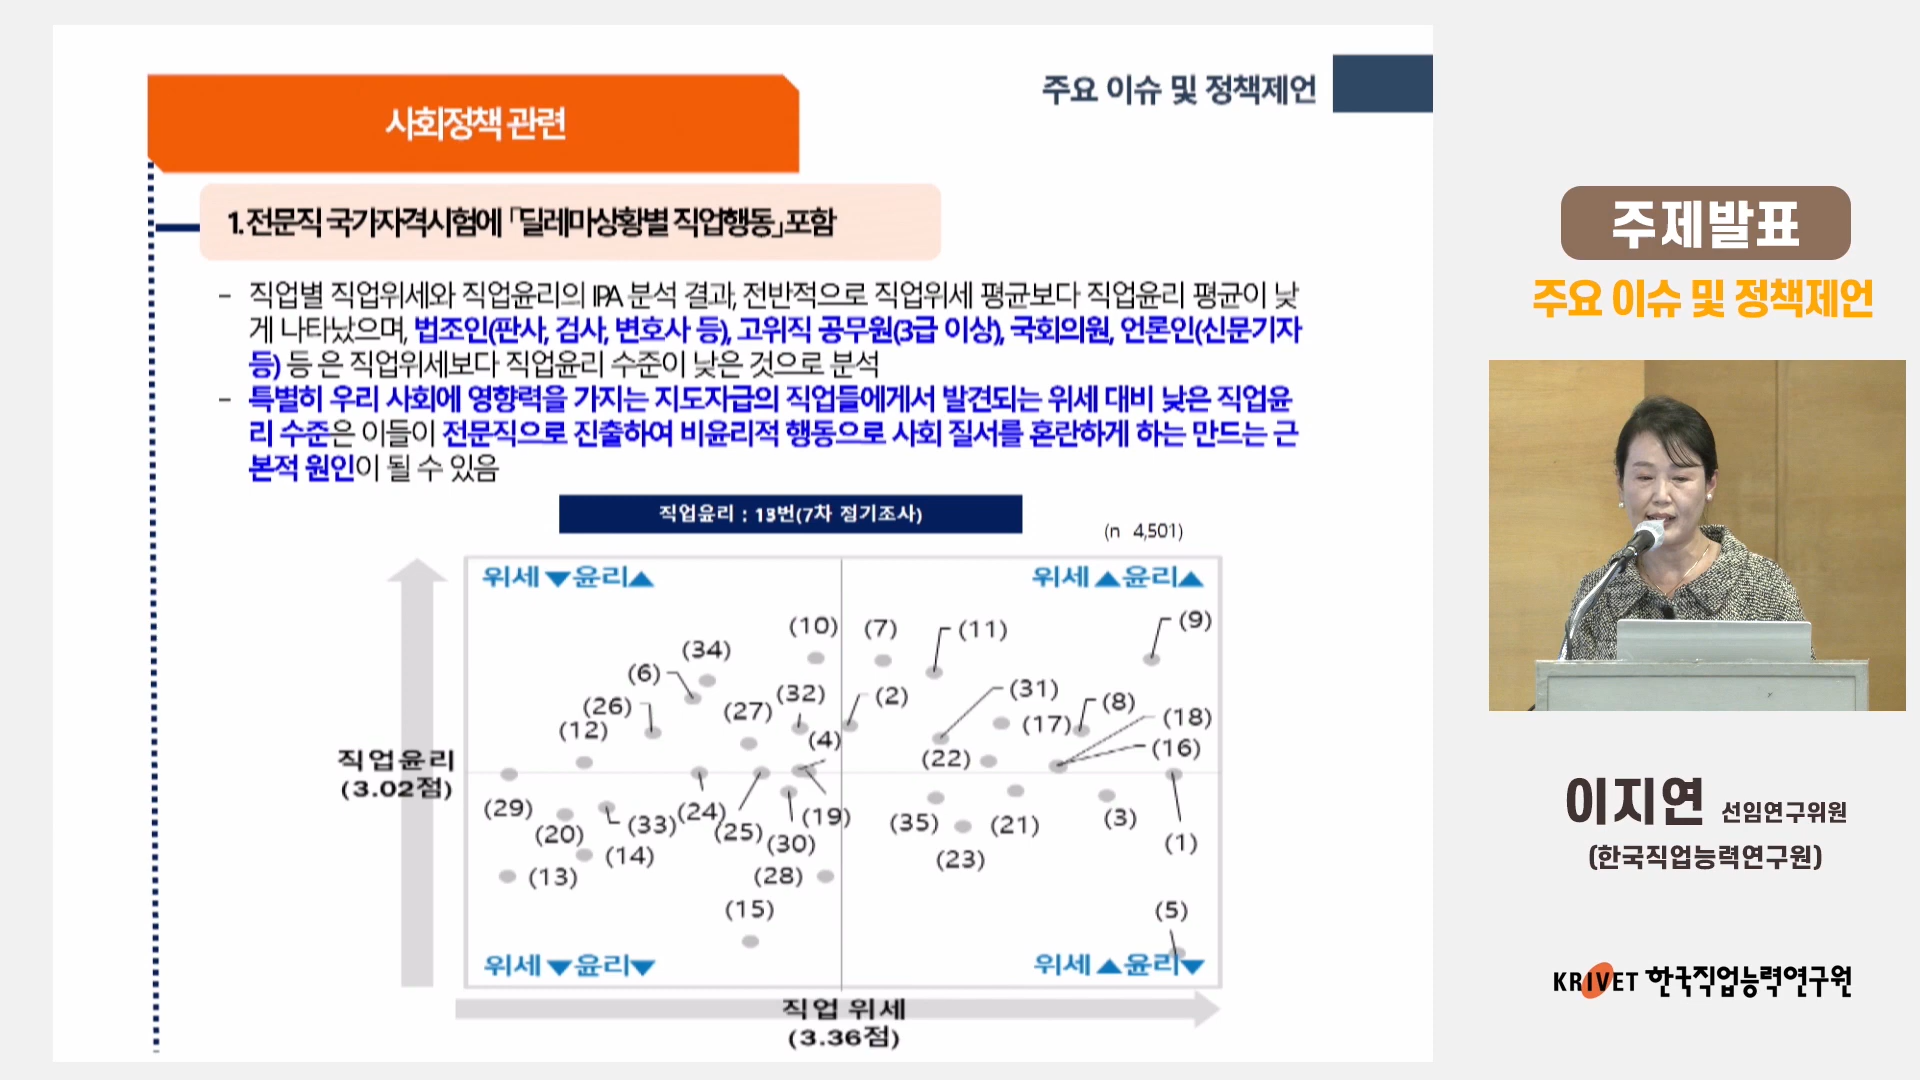 주요 이슈 및 정책제언
사회정책 관련
1. 전문직 국가자격시험에 「딜레마상황별 직업행동」포함
- 직업별 직업위세와 직업윤리의 IPA 분석 결과, 전반적으로 직업위세 평균보다 직업윤리 평균이 낮
게 나타났으며, 법조인(판사, 검사, 변호사 등), 고위직 공무원(3급 이상), 국회의원, 언론인(신문기자
등) 등 은 직업위세보다 직업윤리 수준이 낮은 것으로 분석
- 특별히 우리 사회에 영향력을 가지는 지도자급의 직업들에게서 발견되는 위세 대비 낮은 직업윤
리 수준은 이들이 전문직으로 진출하여 비윤리적 행동으로 사회 질서를 혼란하게 하는 만드는 근
본적 원인이 될 수 있음
직업윤리 : 13번(7차 정기조사)
(n 4,501)
위세▼윤리▲
위세▲윤리▲
(10)
(7)
(11)
(9)
(34)
(6)
(26)
(12)
(27)
(32)
(4)
(2)
(31)
(17)
(8)
(18)
(16)
(22)
직업윤리
(3.02점)
(29)
(20)
(33)
(14)
(13)
(24)
(25)
(30)
(19)
(28)
(15)
(35)
(23)
(21)
(3)
(1)
(5)
위세▼윤리▼
위세▲윤리▼
직업 위세
(3.36점)
주제발표
주요 이슈 및 정책제언
이지연 선임연구위원
(한국직업능력연구원)
KRIVET 한국직업능력연구원